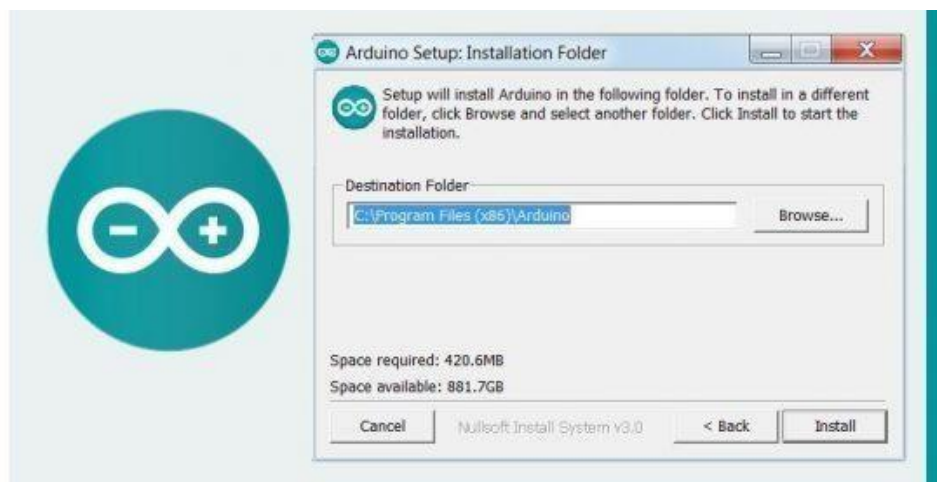 Arduino Setup: Installation Folder
Setup will install Arduino in the following folder. To install in a different
folder, click Browse and select another folder. Click Install to start the
installation.
Destination Folder
C:\Program Files (x86)\Arduino
Browse...
Space required: 420.6MB
Space available: 881.7GB
Cancel
Nullsoft Install System v3.0
< Back
Install